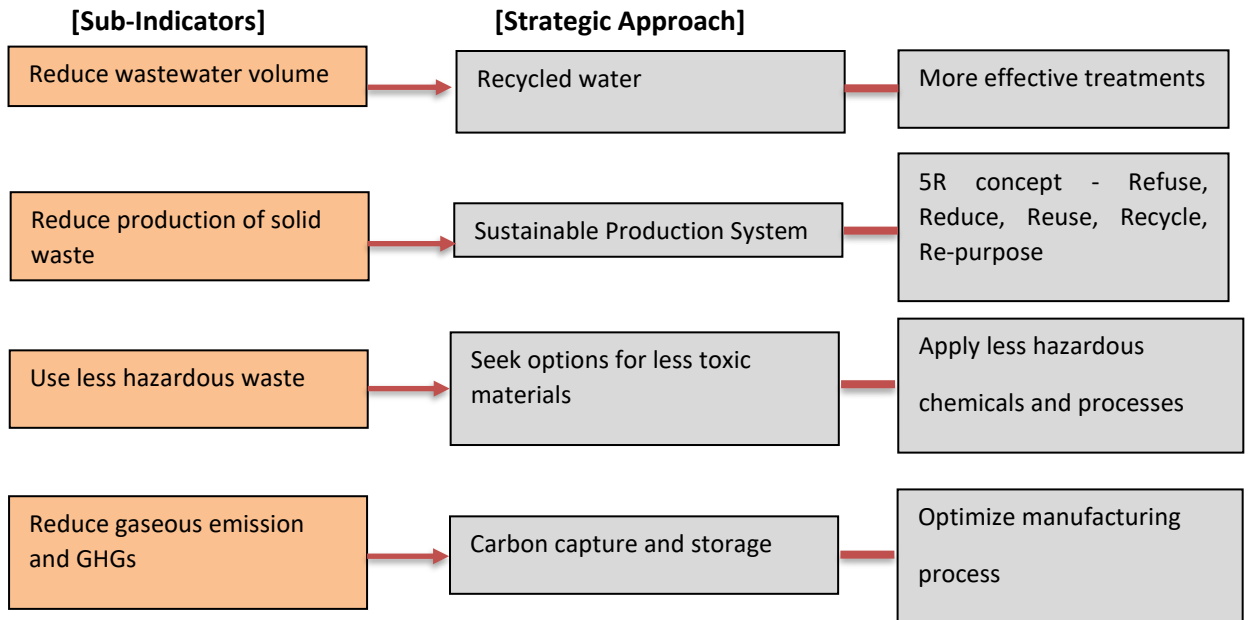 [Sub-Indicators]
[Strategic Approach]
Reduce wastewater volume
Recycled water
More effective treatments
Reduce production of solid
waste
Sustainable Production System
5R concept - Refuse,
Reduce, Reuse, Recycle,
Re-purpose
Use less hazardous waste
Seek options for less toxic
materials
Apply less hazardous
chemicals and processes
Reduce gaseous emission
and GHGs
Carbon capture and storage
Optimize manufacturing
process